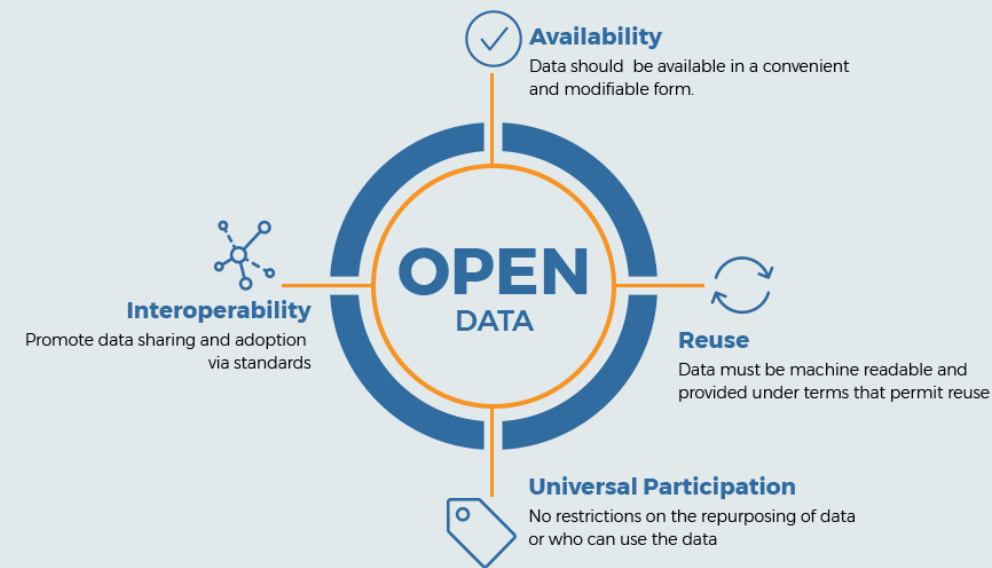 Availability
Data should be available in a convenient
and modifiable form.
OPEN
DATA
Interoperability
Promote data sharing and adoption
via standards
Reuse
Data must be machine readable and
provided under terms that permit reuse
Universal Participation
No restrictions on the repurposing of data
or who can use the data